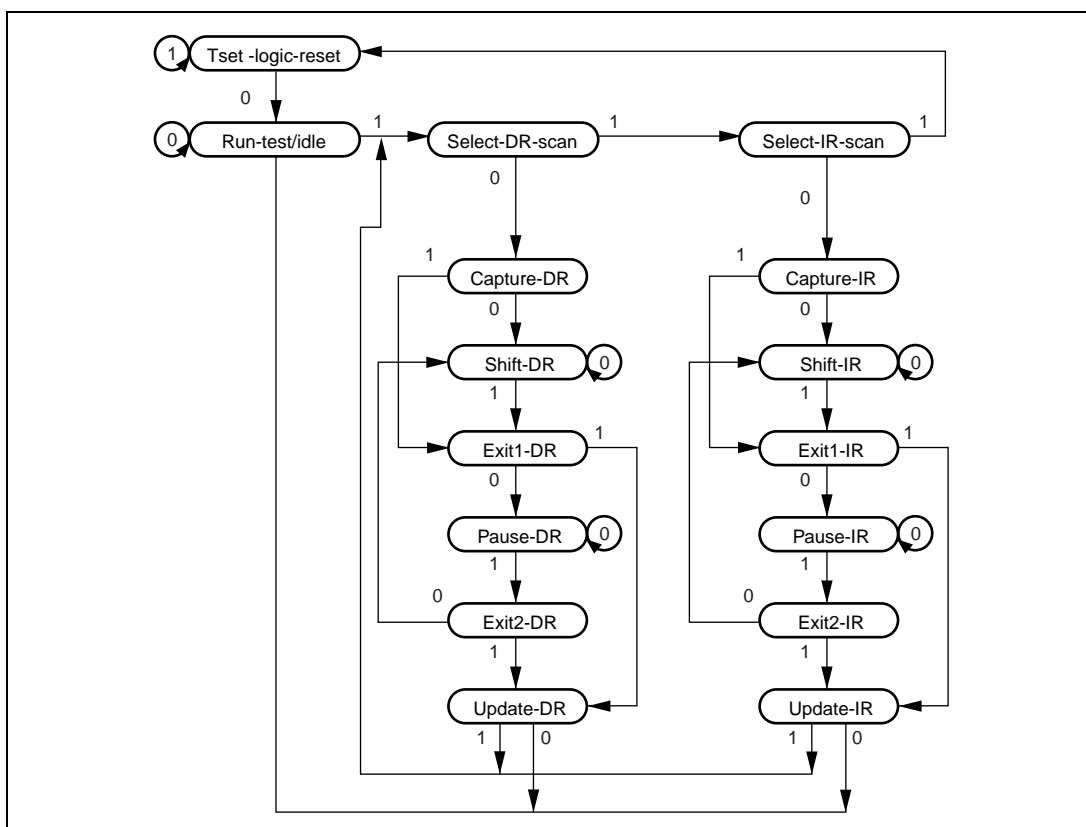 1 Tset -logic-reset
0
0 Run-test/idle 1 Select-DR-scan 1 Select-IR-scan 1
0 0
1 Capture-DR 1 Capture-IR
0 0
Shift-DR 0 Shift-IR 0
1 1
Exit1-DR 1 Exit1-IR 1
0 0
Pause-DR 0 Pause-IR 0
1 1
0 Exit2-DR 0 Exit2-IR
1 1
Update-DR Update-IR
1 0 1 0